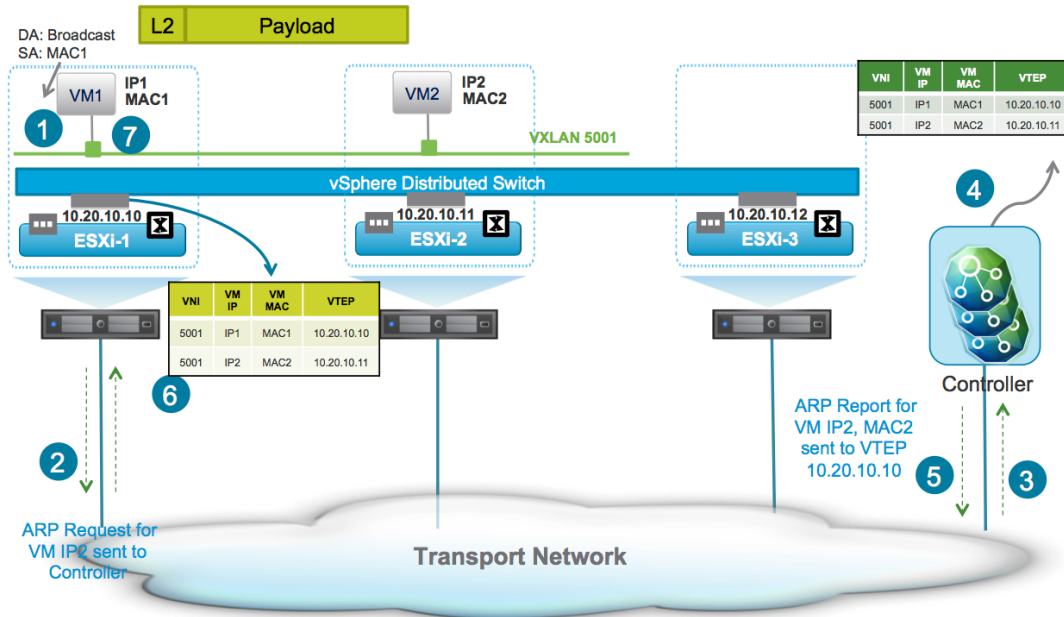 L2 Payload
DA: Broadcast
SA: MAC1
VM1
IP1
MAC1
VM2
IP2
MAC2
1
7
VXLAN 5001
VNI VM IP VM MAC VTEP
5001 IP1 MAC1 10.20.10.10
5001 IP2 MAC2 10.20.10.11
vSphere Distributed Switch
4
10.20.10.10
ESXi-1
10.20.10.11
ESXi-2
10.20.10.12
ESXi-3
VNI VM IP VM MAC VTEP
5001 IP1 MAC1 10.20.10.10
5001 IP2 MAC2 10.20.10.11
6
Controller
ARP Report for
VM IP2, MAC2
sent to VTEP
10.20.10.10
2
5
3
ARP Request for
VM IP2 sent to
Controller
Transport Network